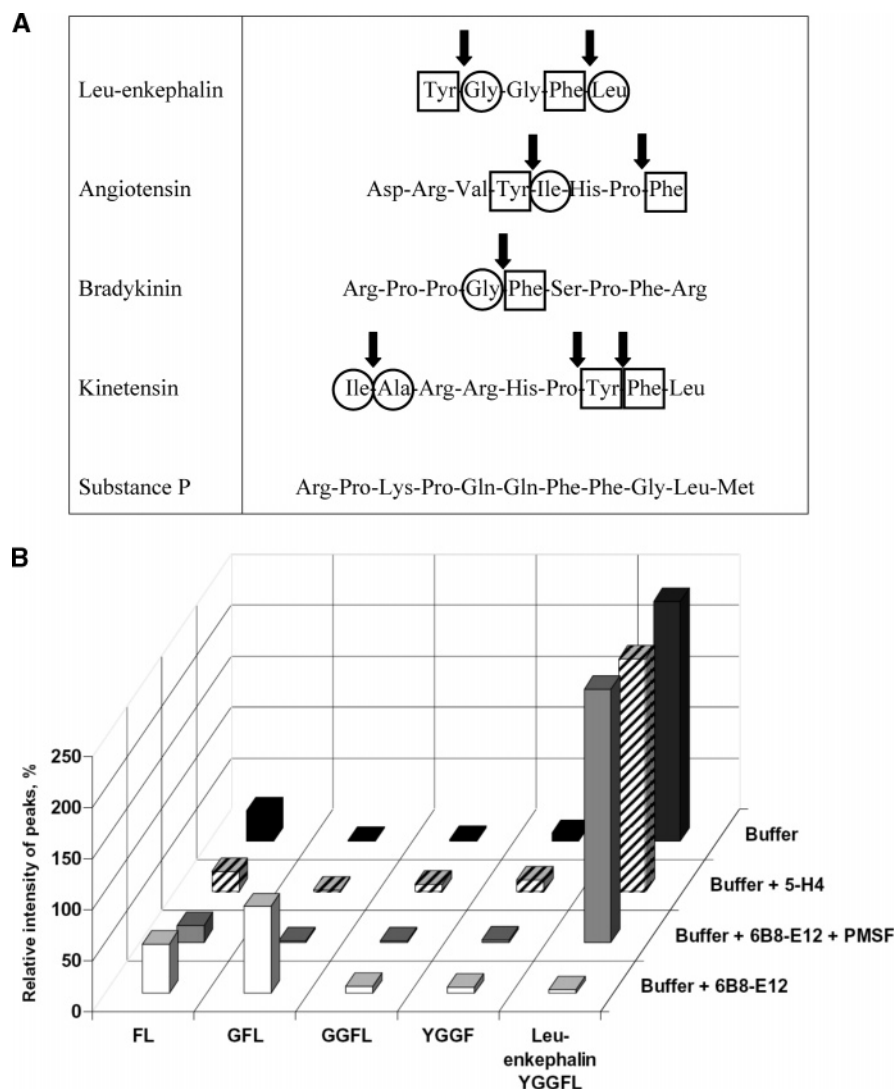 A
Leu-enkephalin Tyr-Gly-Gly-Phe-Leu
Angiotensin Asp-Arg-Val-Tyr-Ile-His-Pro-Phe
Bradykinin Arg-Pro-Pro-Gly-Phe-Ser-Pro-Phe-Arg
Kinetensin Ile-Ala-Arg-Arg-His-Pro-Tyr-Phe-Leu
Substance P Arg-Pro-Lys-Pro-Gln-Gln-Phe-Phe-Gly-Leu-Met
B
Relative intensity of peaks, %
250
200
150
100
50
0
Buffer
Buffer + 5-H4
Buffer + 6B8-E12 + PMSF
Buffer + 6B8-E12
FL GFL GGFL YGGF Leu-
enkephalin
YGGFL